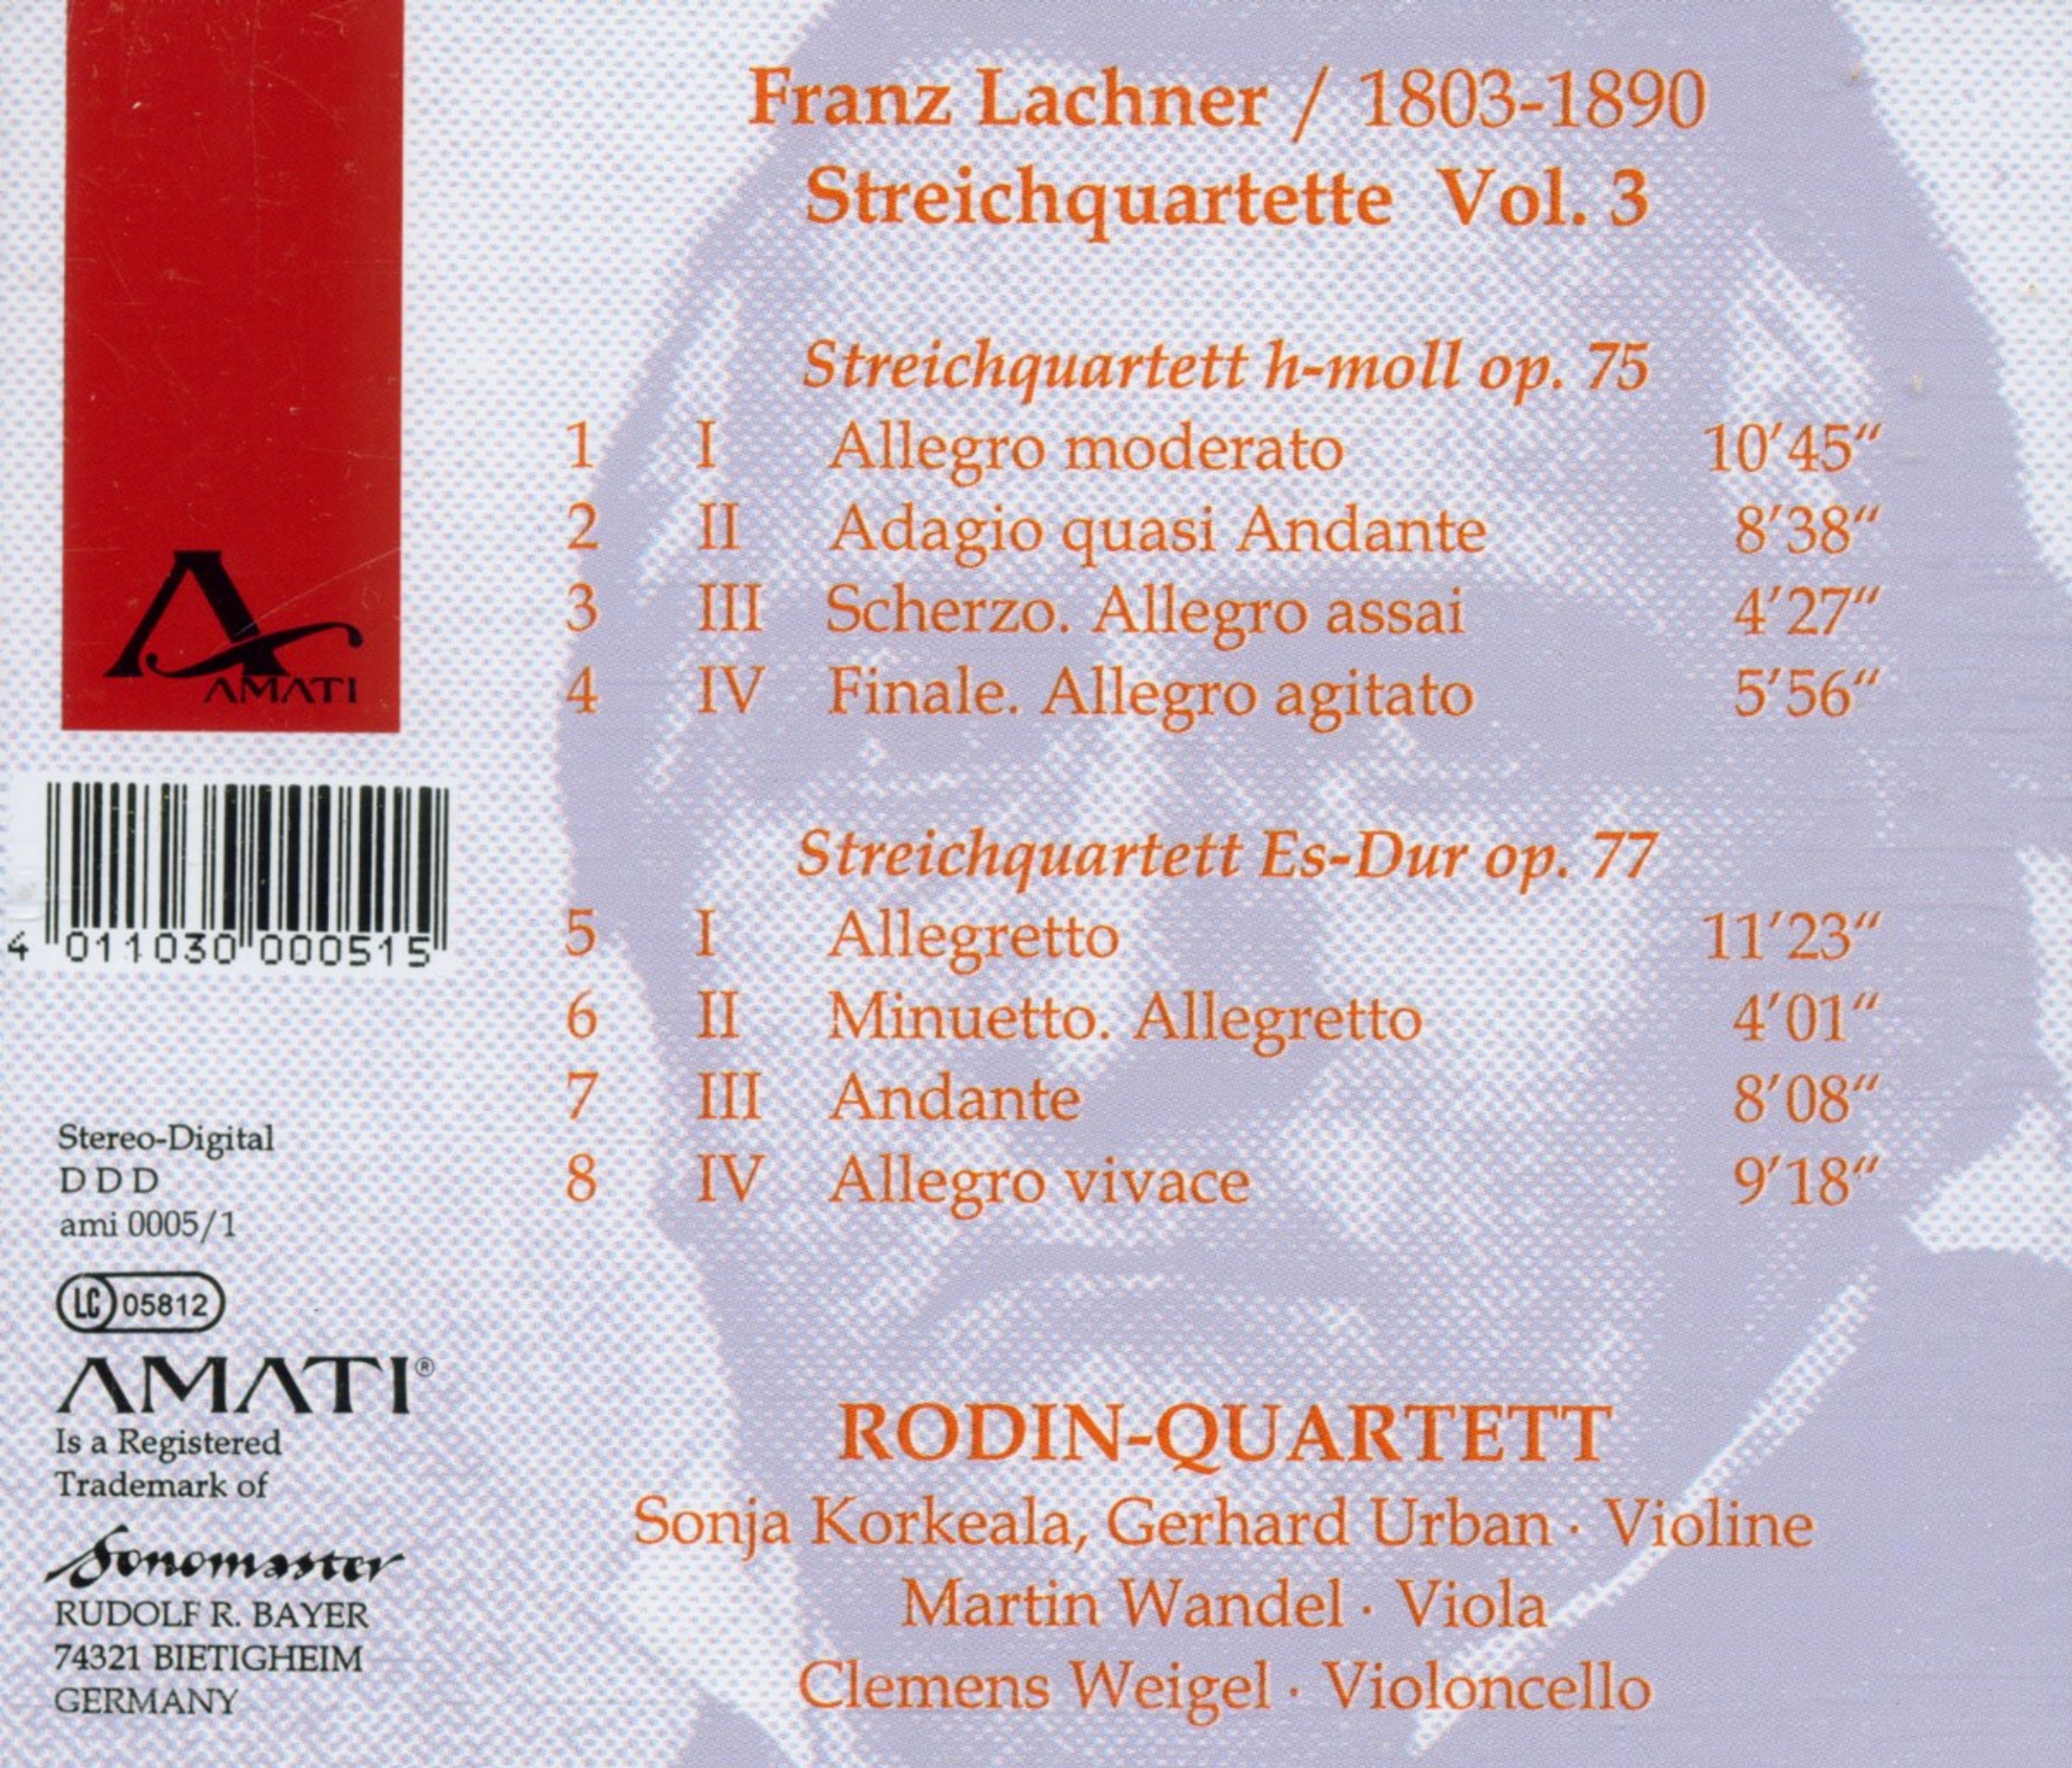 Franz Lachner / 1803-1890
Streichquartette Vol. 3
Streichquartett h-moll op. 75
1 I Allegro moderato 10'45"
2 II Adagio quasi Andante 8'38"
3 III Scherzo. Allegro assai 4'27"
4 IV Finale. Allegro agitato 5'56"
Streichquartett Es-Dur op. 77
5 I Allegretto 11'23"
6 II Minuetto. Allegretto 4'01"
7 III Andante 8'08"
8 IV Allegro vivace 9'18"
RODIN-QUARTETT
Sonja Korkeala, Gerhard Urban · Violine
Martin Wandel · Viola
Clemens Weigel · Violoncello
A
AMATI
4 011030 000515
Stereo-Digital
D D D
ami 0005/1
LC 05812
AMATI®
Is a Registered
Trademark of
Sonomaster
RUDOLF R. BAYER
74321 BIETIGHEIM
GERMANY